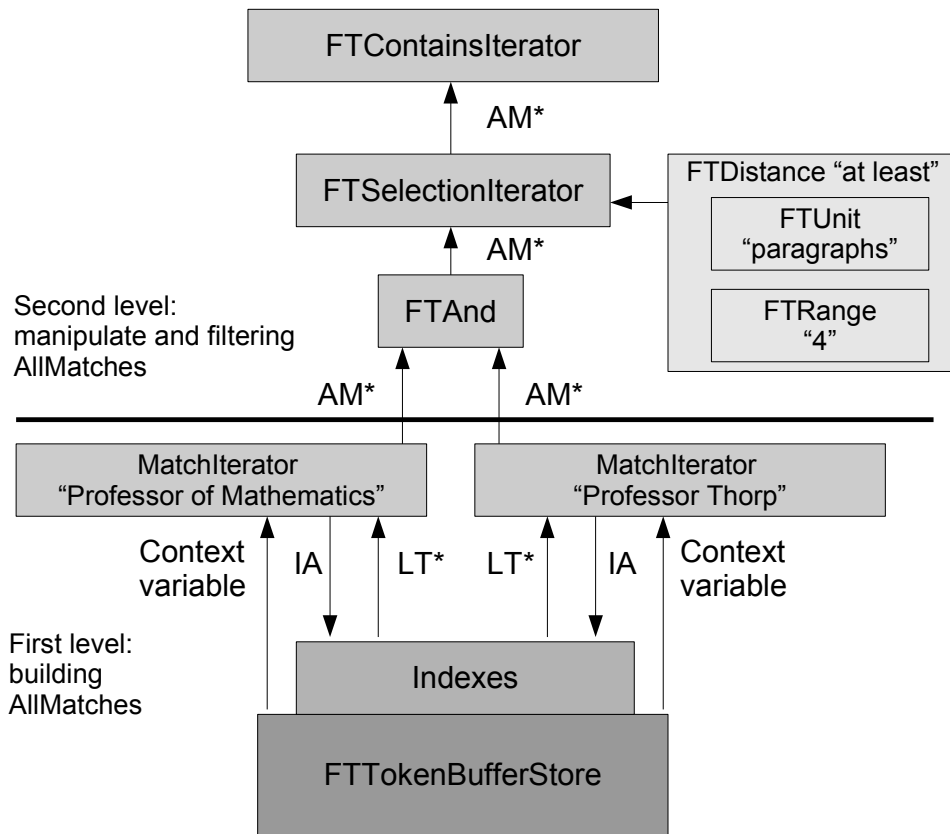 FTContainsIterator
AM*
FTSelectionIterator
FTDistance “at least”
FTUnit
“paragraphs”
FTRange
“4”
AM*
FTAnd
Second level:
manipulate and filtering
AllMatches
AM*
AM*
MatchIterator
“Professor of Mathematics”
MatchIterator
“Professor Thorp”
Context
variable
IA
LT*
LT*
IA
Context
variable
First level:
building
AllMatches
Indexes
FTTokenBufferStore